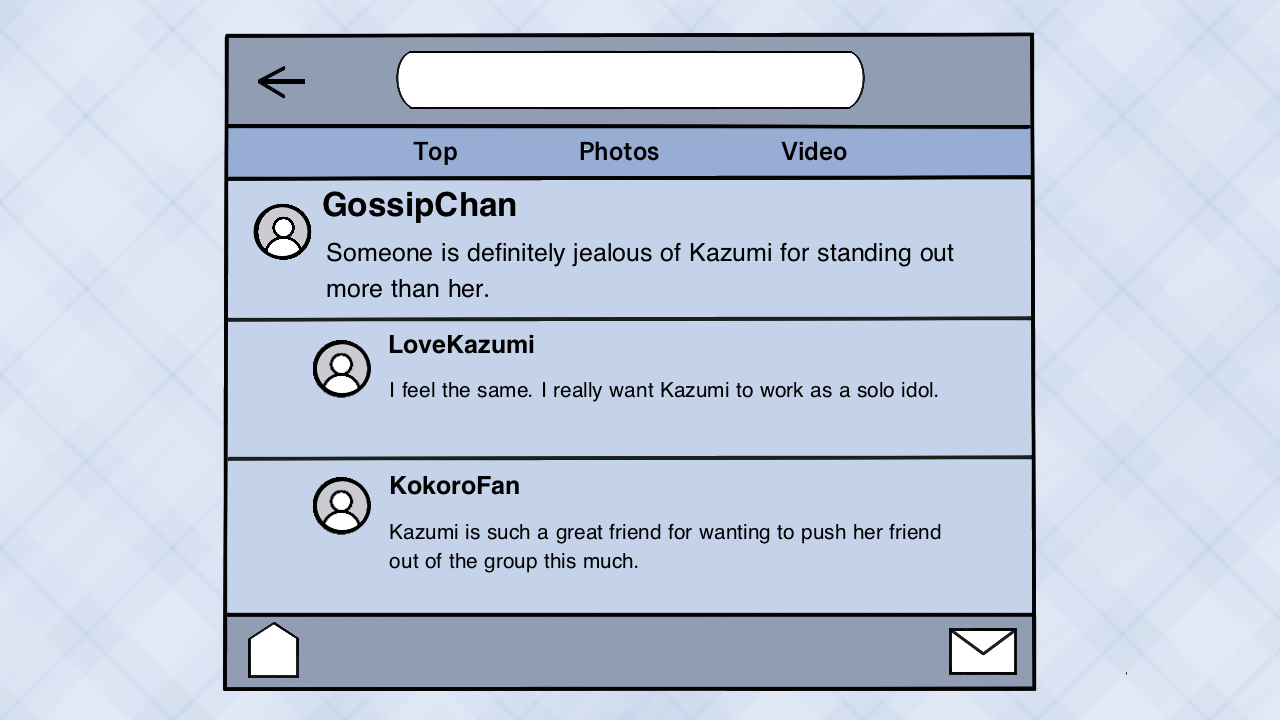 Top Photos Video
GossipChan
Someone is definitely jealous of Kazumi for standing out
more than her.
LoveKazumi
I feel the same. I really want Kazumi to work as a solo idol.
KokoroFan
Kazumi is such a great friend for wanting to push her friend
out of the group this much.